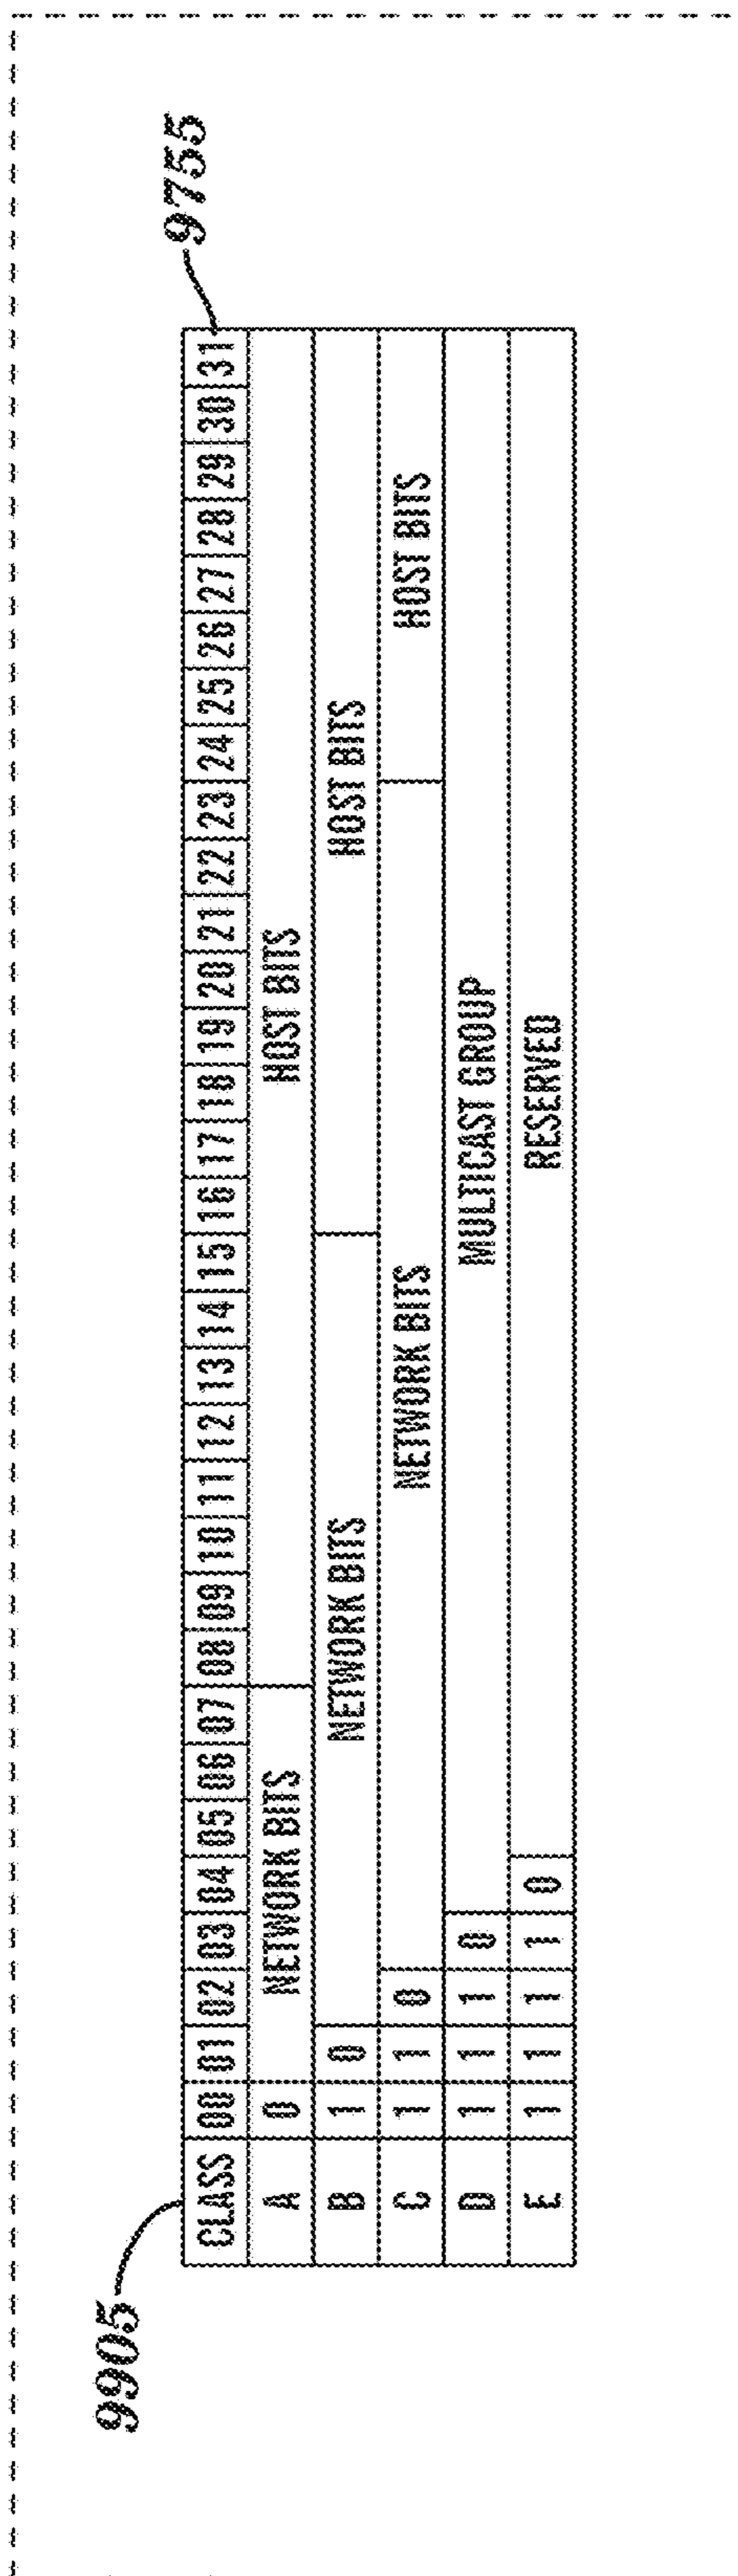 9755
9905
CLASS 00 01 02 03 04 05 06 07 08 09 10 11 12 13 14 15 16 17 18 19 20 21 22 23 24 25 26 27 28 29 30 31
A 0 NETWORK BITS HOST BITS
B 1 0 NETWORK BITS HOST BITS
C 1 1 0 NETWORK BITS HOST BITS
D 1 1 1 0 MULTICAST GROUP
E 1 1 1 1 0 RESERVED